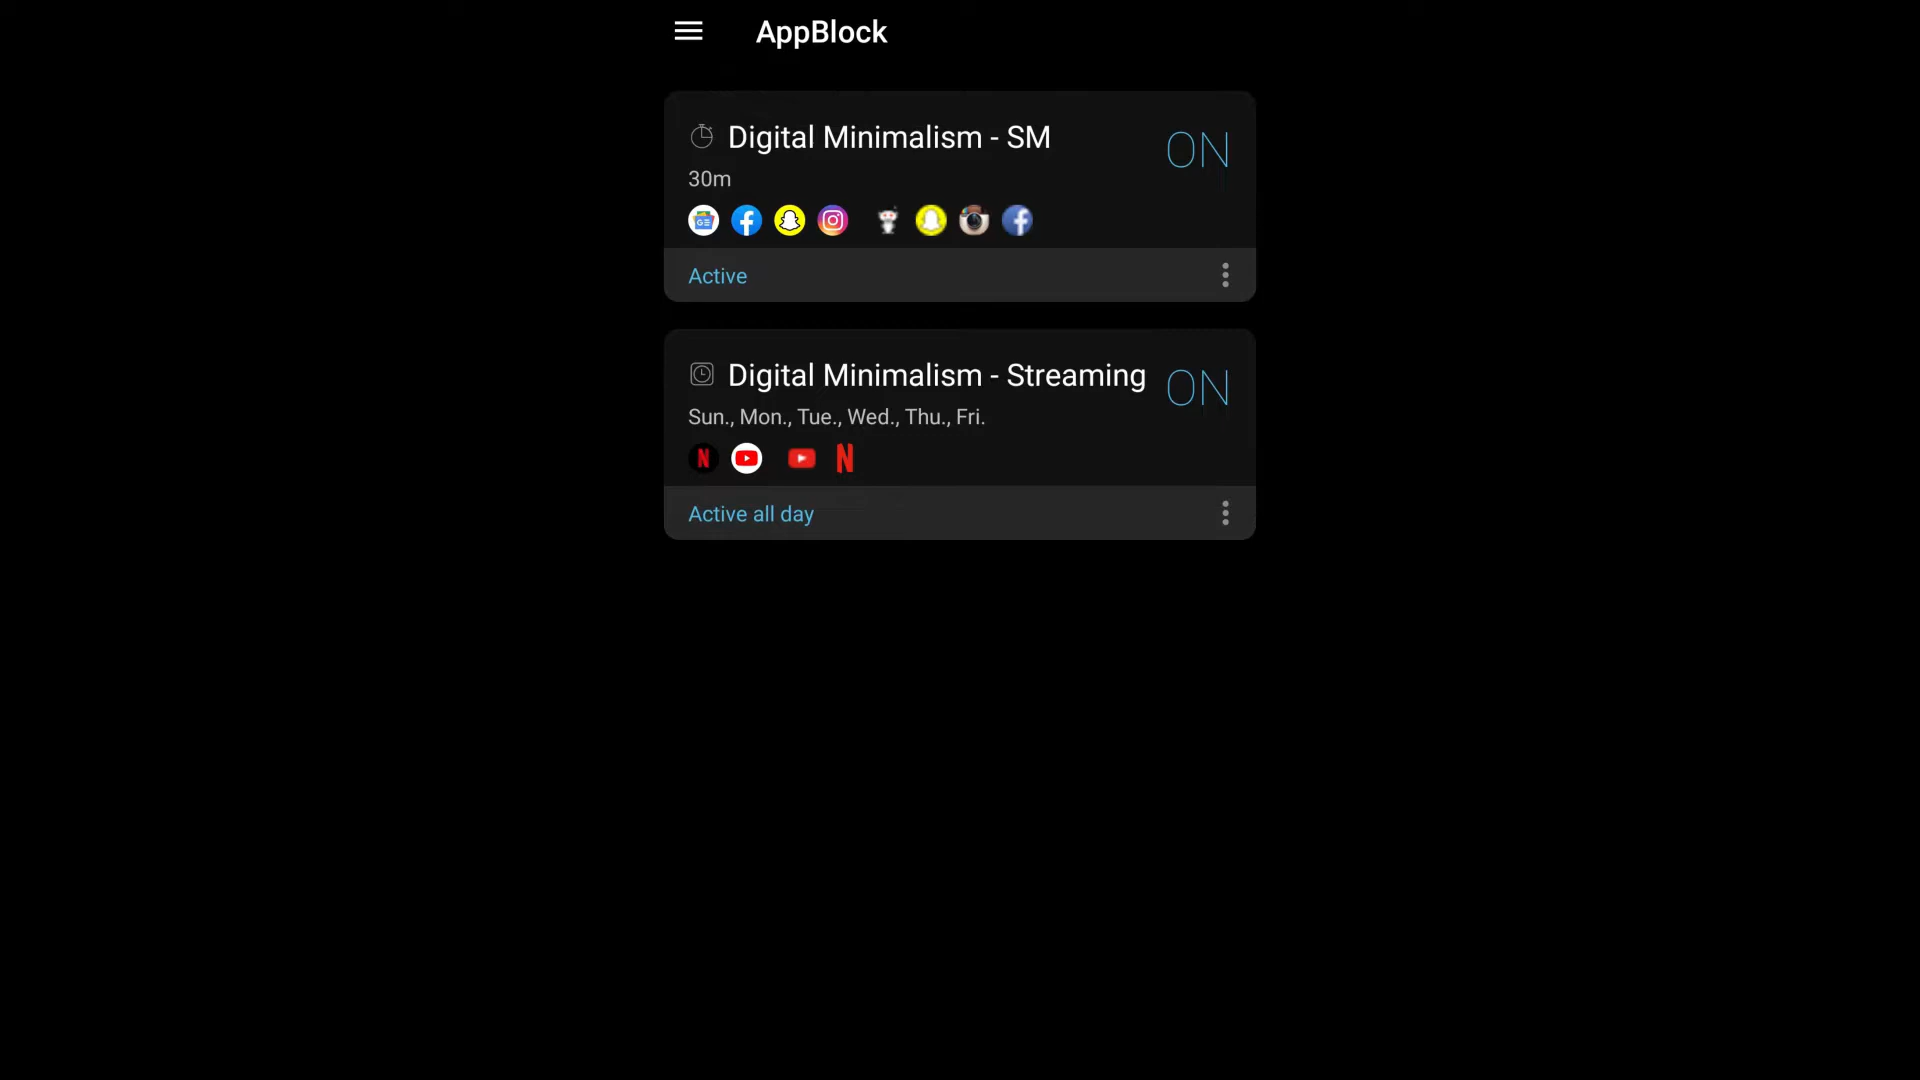 AppBlock
Digital Minimalism - SM
ON
30m
Active
Digital Minimalism - Streaming
ON
Sun., Mon., Tue., Wed., Thu., Fri.
Active all day